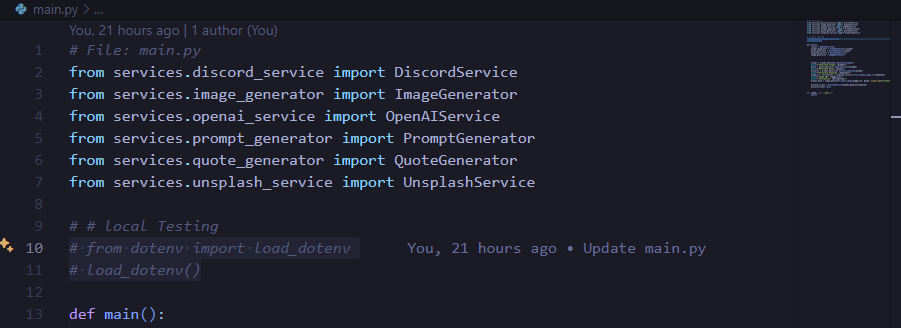 main.py > ...
You, 21 hours ago | 1 author (You)
1 # File: main.py
2 from services.discord_service import DiscordService
3 from services.image_generator import ImageGenerator
4 from services.openai_service import OpenAIService
5 from services.prompt_generator import PromptGenerator
6 from services.quote_generator import QuoteGenerator
7 from services.unsplash_service import UnsplashService
8
9 # # local Testing
10 # from dotenv import load_dotenv You, 21 hours ago • Update main.py
11 # load_dotenv()
12
13 def main():